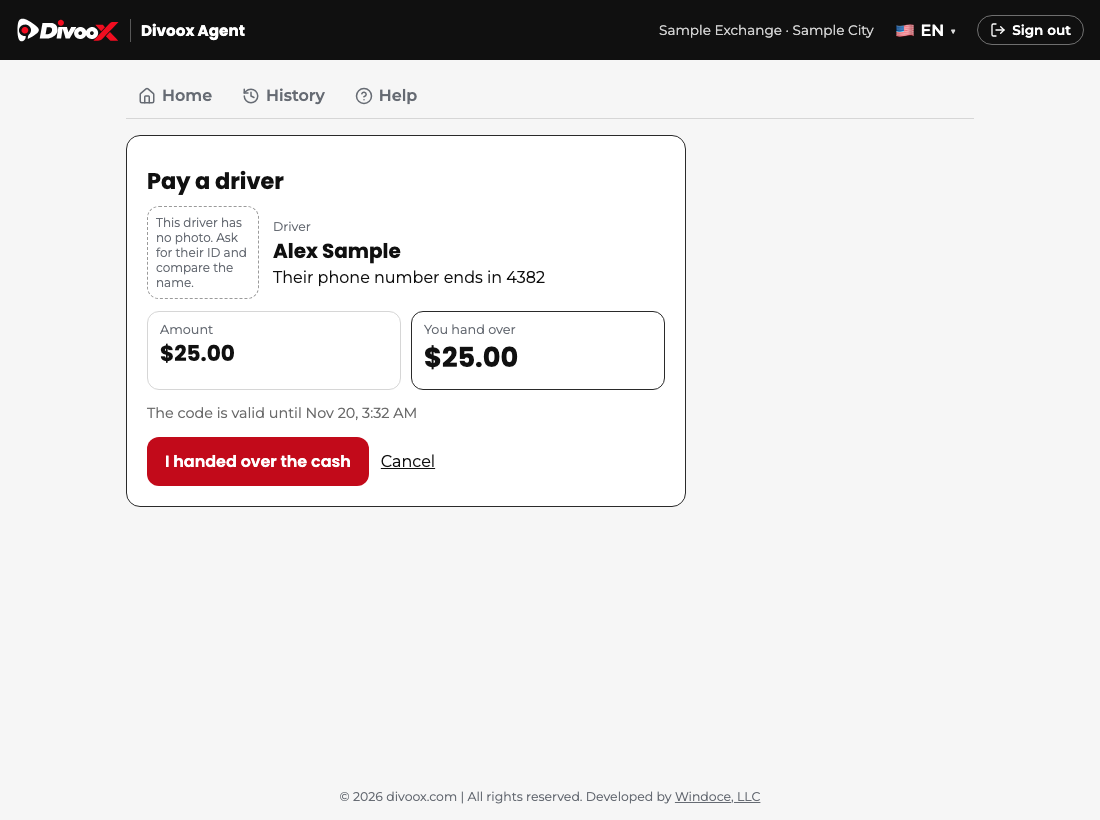 DivooX
Divoox Agent
Sample Exchange · Sample City
EN
Sign out
Home
History
Help
Pay a driver
This driver has
no photo. Ask
for their ID and
compare the
name.
Driver
Alex Sample
Their phone number ends in 4382
Amount
$25.00
You hand over
$25.00
The code is valid until Nov 20, 3:32 AM
I handed over the cash
Cancel
© 2026 divoox.com | All rights reserved. Developed by Windoce, LLC